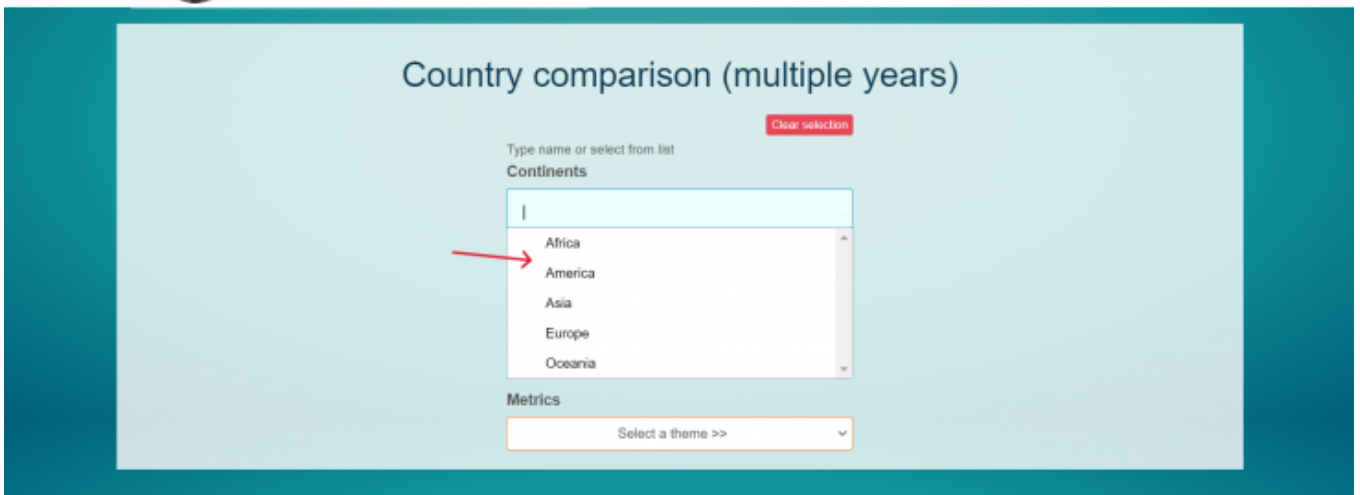 Country comparison (multiple years)
Clear selection
Type name or select from list
Continents
Africa
America
Asia
Europe
Oceania
Metrics
Select a theme >>